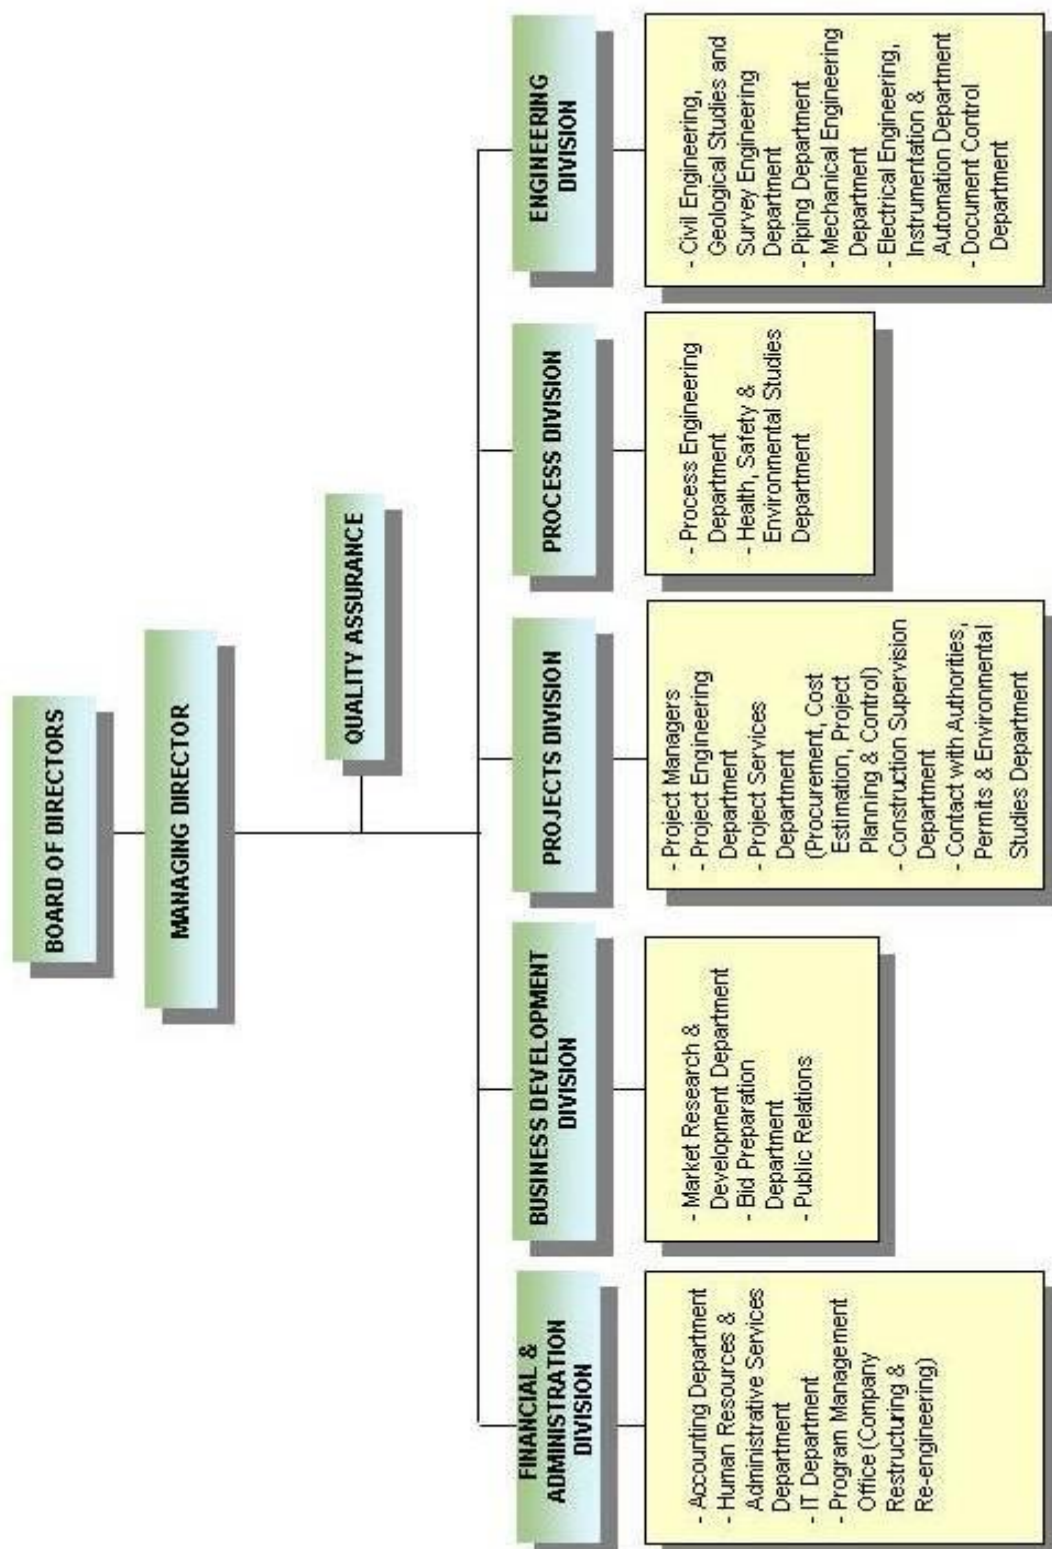 BOARD OF DIRECTORS
MANAGING DIRECTOR
QUALITY ASSURANCE
FINANCIAL &
ADMINISTRATION
DIVISION
- Accounting Department
- Human Resources &
Administrative Services
Department
- IT Department
- Program Management
Office (Company
Restructuring &
Re-engineering)
BUSINESS DEVELOPMENT
DIVISION
- Market Research &
Development Department
- Bid Preparation
Department
- Public Relations
PROJECTS DIVISION
- Project Managers
- Project Engineering
Department
- Project Services
Department
(Procurement, Cost
Estimation, Project
Planning & Control)
- Construction Supervision
Department
- Contact with Authorities,
Permits & Environmental
Studies Department
PROCESS DIVISION
- Process Engineering
Department
- Health, Safety &
Environmental Studies
Department
ENGINEERING
DIVISION
- Civil Engineering,
Geological Studies and
Survey Engineering
Department
- Piping Department
- Mechanical Engineering
Department
- Electrical Engineering,
Instrumentation &
Automation Department
- Document Control
Department